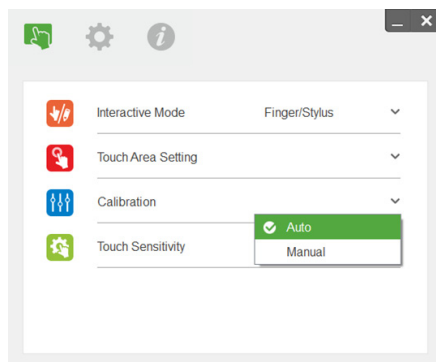 Interactive Mode Finger/Stylus
Touch Area Setting
Calibration
Auto
Touch Sensitivity
Manual